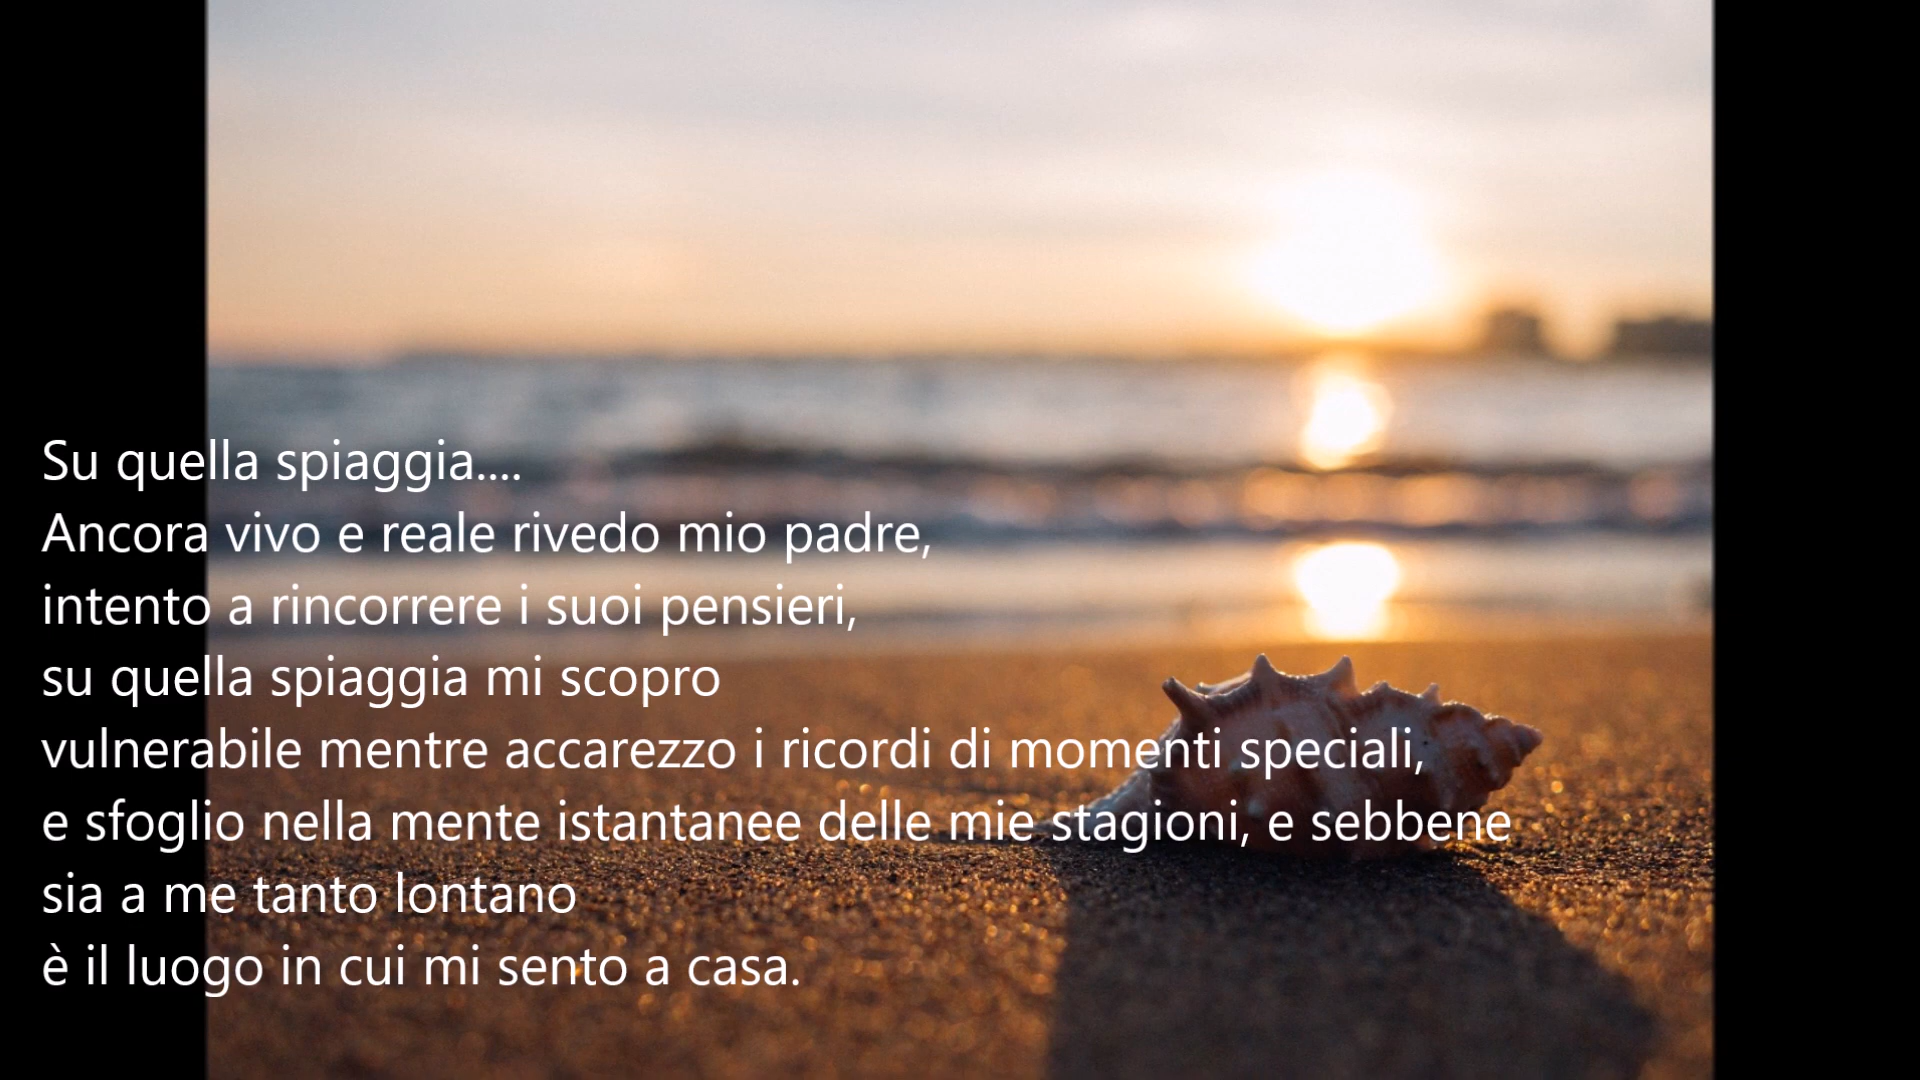 Su quella spiaggia....
Ancora vivo e reale rivedo mio padre,
intento a rincorrere i suoi pensieri,
su quella spiaggia mi scopro
vulnerabile mentre accarezzo i ricordi di momenti speciali,
e sfoglio nella mente istantanee delle mie stagioni, e sebbene
sia a me tanto lontano
è il luogo in cui mi sento a casa.